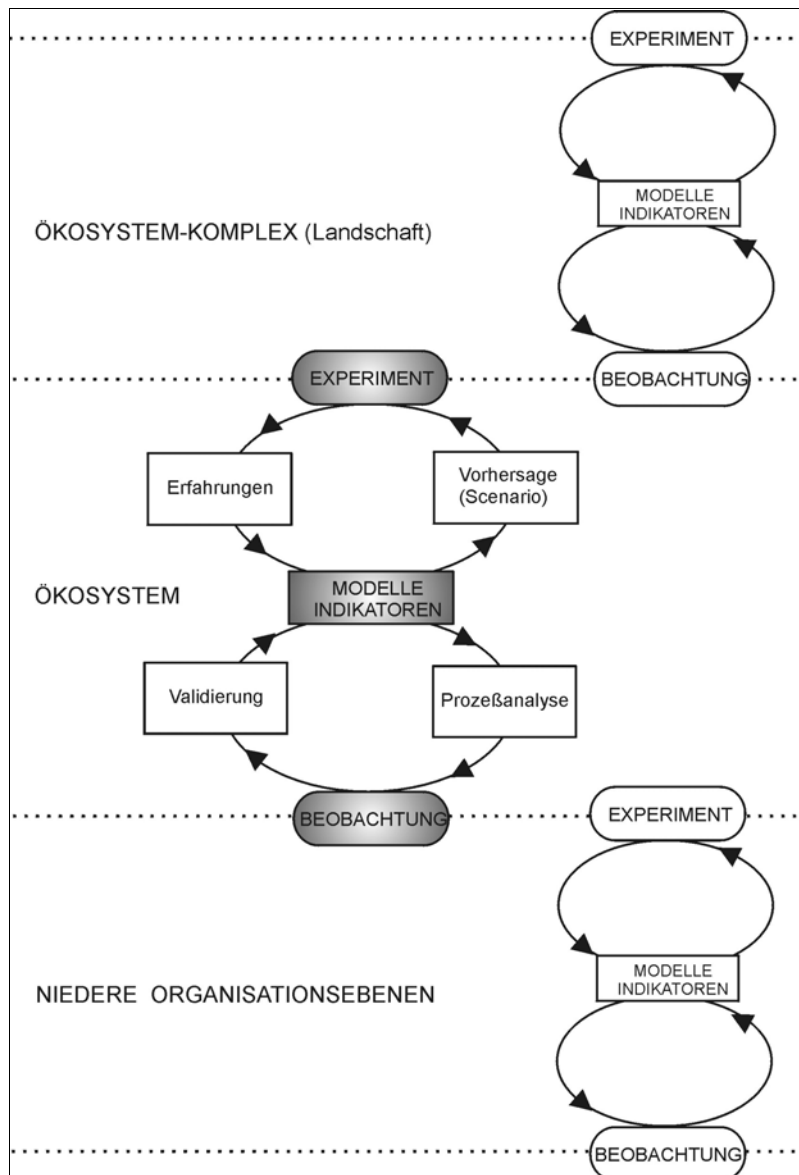 EXPERIMENT
MODELLE
INDIKATOREN
ÖKOSYSTEM-KOMPLEX (Landschaft)
BEOBACHTUNG
EXPERIMENT
Erfahrungen
Vorhersage
(Scenario)
ÖKOSYSTEM
MODELLE
INDIKATOREN
Validierung
Prozeßanalyse
BEOBACHTUNG
EXPERIMENT
MODELLE
INDIKATOREN
NIEDERE ORGANISATIONSEBENEN
BEOBACHTUNG